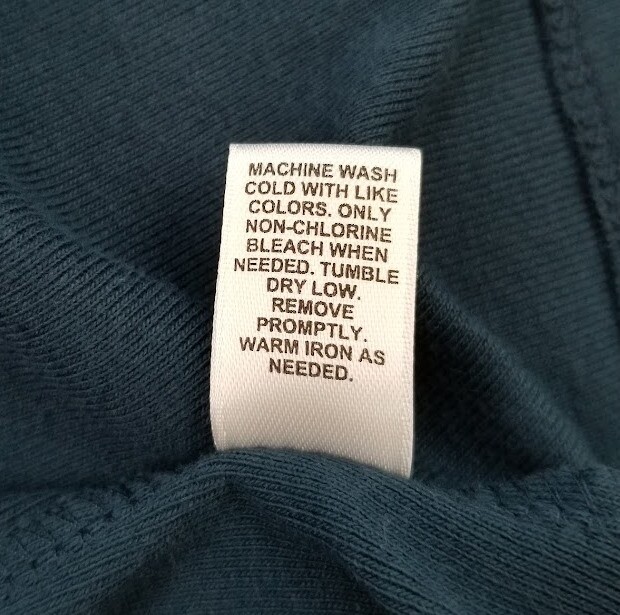 MACHINE WASH
COLD WITH LIKE
COLORS. ONLY
NON-CHLORINE
BLEACH WHEN
NEEDED. TUMBLE
DRY LOW.
REMOVE
PROMPTLY.
WARM IRON AS
NEEDED.